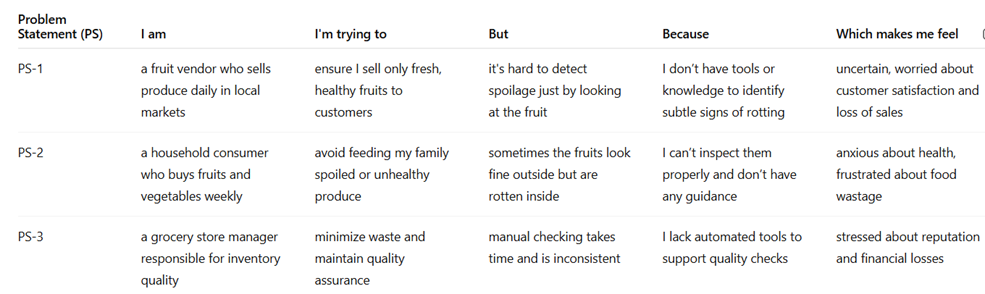 Problem
Statement (PS) I am I'm trying to But Because Which makes me feel
PS-1 a fruit vendor who sells ensure I sell only fresh, it's hard to detect I don’t have tools or uncertain, worried about
produce daily in local healthy fruits to spoilage just by looking knowledge to identify customer satisfaction and
markets customers at the fruit subtle signs of rotting loss of sales
PS-2 a household consumer avoid feeding my family sometimes the fruits look I can’t inspect them anxious about health,
who buys fruits and spoiled or unhealthy fine outside but are properly and don’t have frustrated about food
vegetables weekly produce rotten inside any guidance wastage
PS-3 a grocery store manager minimize waste and manual checking takes I lack automated tools to stressed about reputation
responsible for inventory maintain quality time and is inconsistent support quality checks and financial losses
quality assurance